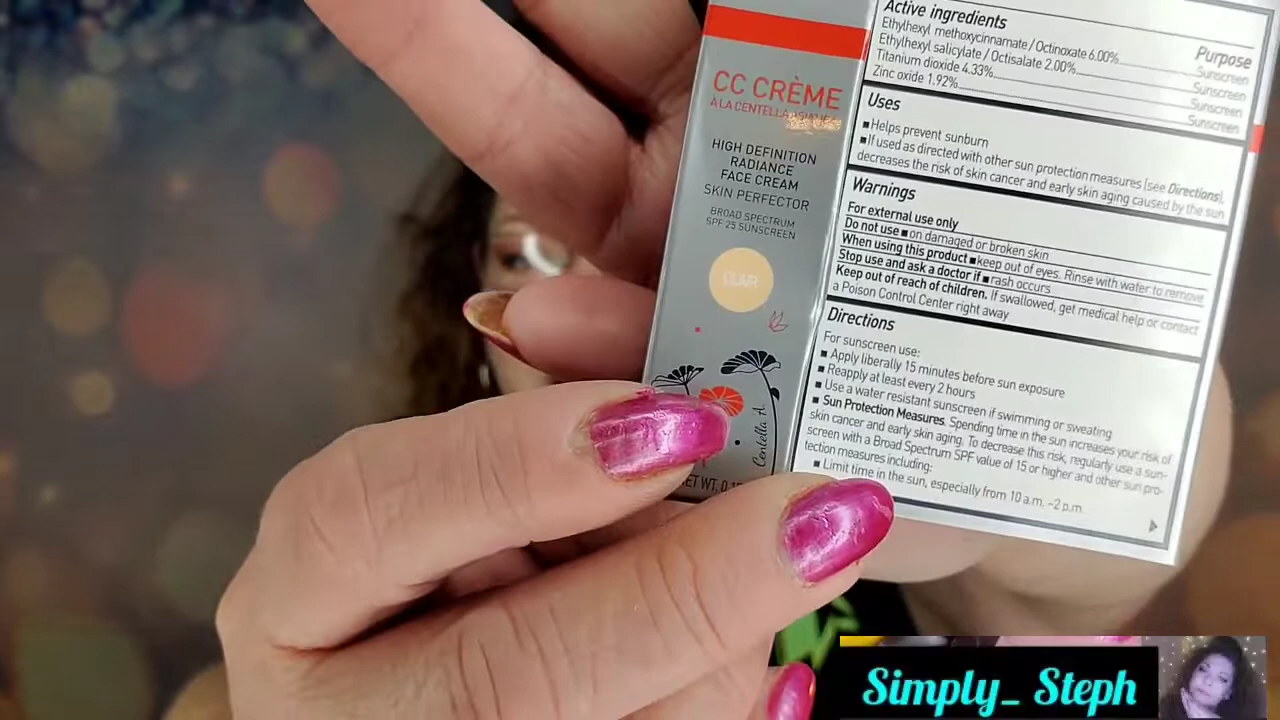 CC CRÈME
À LA CENTELLA
HIGH DEFINITION
RADIANCE
FACE CREAM
SKIN PERFECTOR
BROAD SPECTRUM
SPF 25 SUNSCREEN
CLAIR
Centella A.
NET WT.
Active ingredients
Purpose
Ethylhexyl methoxycinnamate / Octinoxate 6.00% Sunscreen
Ethylhexyl salicylate / Octisalate 2.00% Sunscreen
Titanium dioxide 4.33% Sunscreen
Zinc oxide 1.92% Sunscreen
Uses
■ Helps prevent sunburn
■ If used as directed with other sun protection measures (see Directions),
decreases the risk of skin cancer and early skin aging caused by the sun
Warnings
For external use only
Do not use ■ on damaged or broken skin
When using this product ■ keep out of eyes. Rinse with water to remove
Stop use and ask a doctor if ■ rash occurs
Keep out of reach of children. If swallowed, get medical help or contact
a Poison Control Center right away
Directions
For sunscreen use:
■ Apply liberally 15 minutes before sun exposure
■ Reapply at least every 2 hours
■ Use a water resistant sunscreen if swimming or sweating
■ Sun Protection Measures. Spending time in the sun increases your risk of
skin cancer and early skin aging. To decrease this risk, regularly use a sun-
screen with a Broad Spectrum SPF value of 15 or higher and other sun pro-
tection measures including:
■ Limit time in the sun, especially from 10 a.m. –2 p.m.
Simply_ Steph